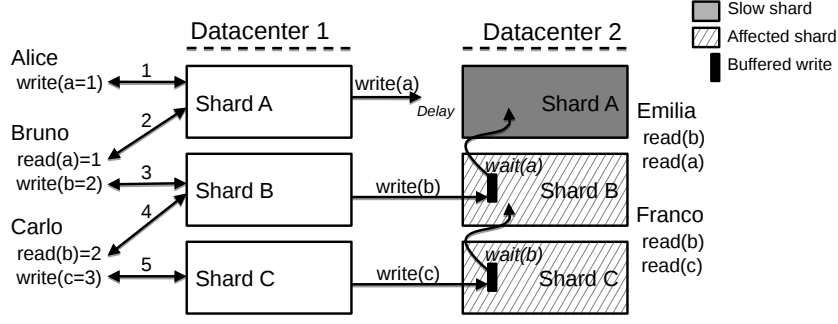 Datacenter 1
Datacenter 2
Slow shard
Affected shard
Buffered write
Alice
write(a=1)
1
Shard A
write(a)
Delay
Shard A
2
Bruno
read(a)=1
write(b=2)
3
Shard B
write(b)
wait(a)
Shard B
Emilia
read(b)
read(a)
4
Carlo
read(b)=2
write(c=3)
5
Shard C
write(c)
wait(b)
Shard C
Franco
read(b)
read(c)